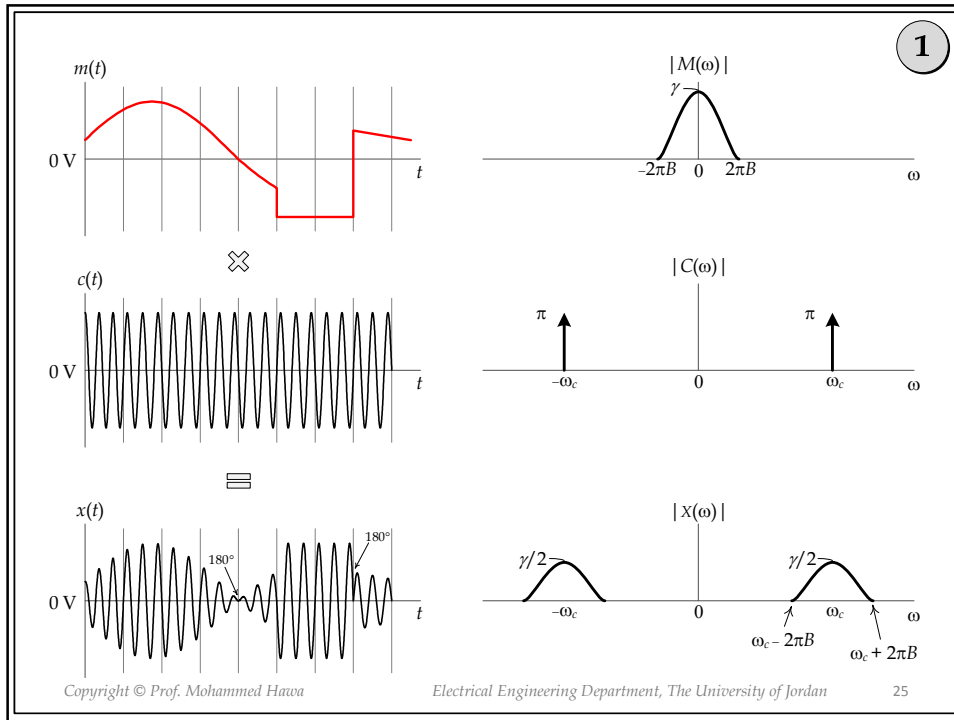 1
m(t)
0 V
t
|M(ω)|
γ
−2πB 0 2πB
ω
c(t)
0 V
t
|C(ω)|
π π
−ωc 0 ωc
ω
x(t)
180° 180°
0 V
t
|X(ω)|
γ/2 γ/2
−ωc 0 ωc
ω
ωc − 2πB
ωc + 2πB
Copyright © Prof. Mohammed Hawa Electrical Engineering Department, The University of Jordan 25